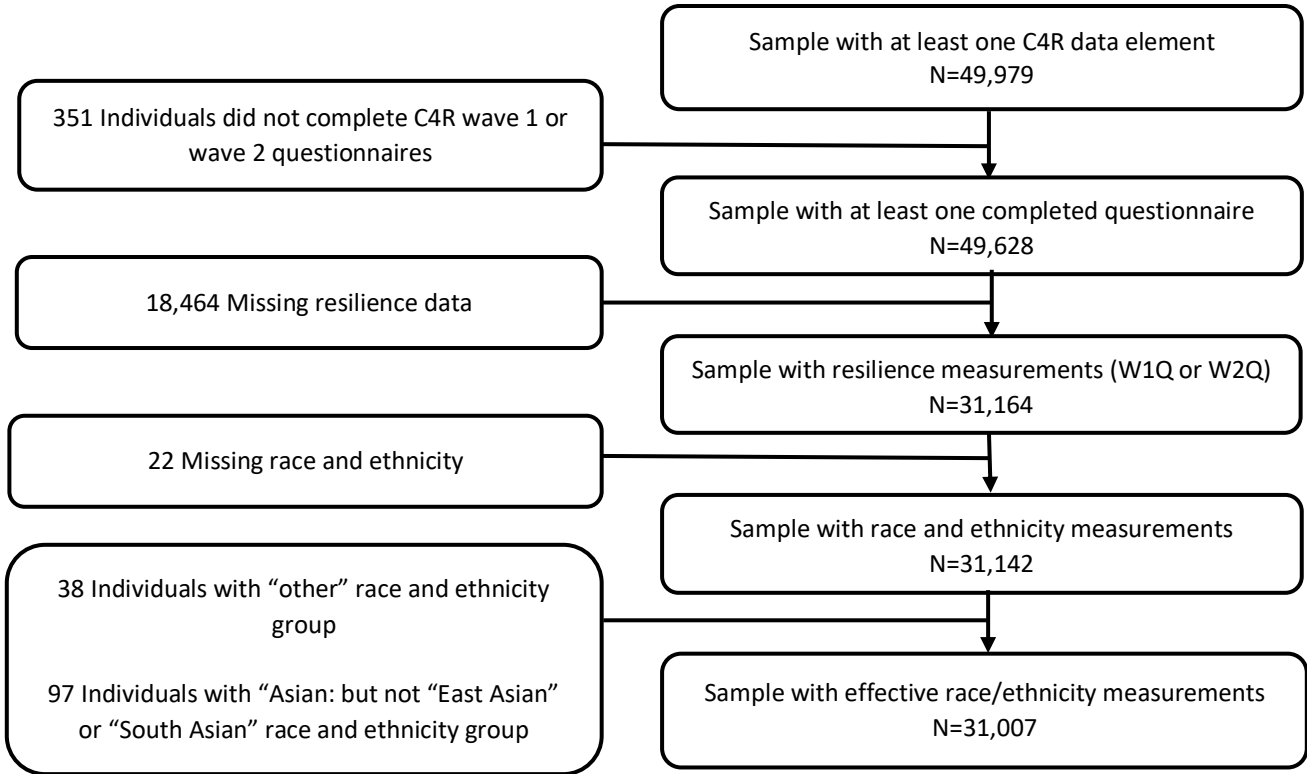 Sample with at least one C4R data element
N=49,979
351 Individuals did not complete C4R wave 1 or
wave 2 questionnaires
Sample with at least one completed questionnaire
N=49,628
18,464 Missing resilience data
Sample with resilience measurements (W1Q or W2Q)
N=31,164
22 Missing race and ethnicity
Sample with race and ethnicity measurements
N=31,142
38 Individuals with “other” race and ethnicity
group
97 Individuals with “Asian: but not “East Asian”
or “South Asian” race and ethnicity group
Sample with effective race/ethnicity measurements
N=31,007